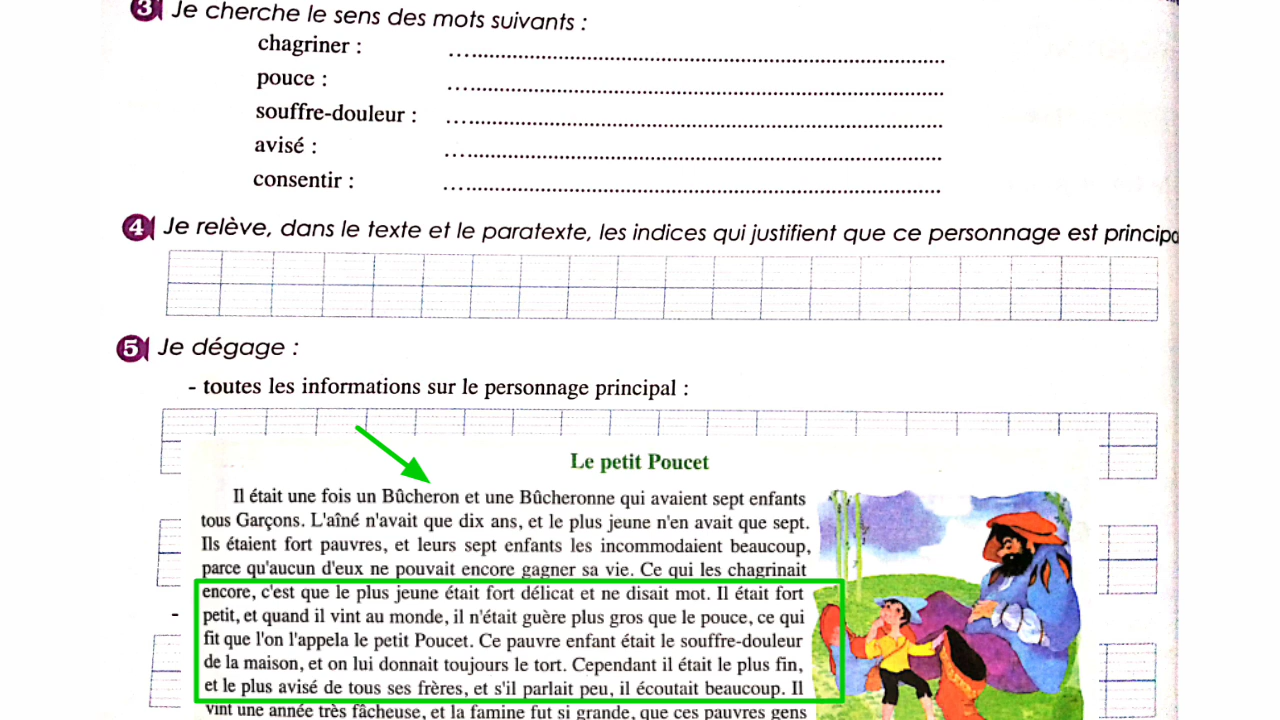 3 Je cherche le sens des mots suivants :
chagriner : ...............................................................
pouce : ...............................................................
souffre-douleur : ...............................................................
avisé : ...............................................................
consentir : ...............................................................
4 Je relève, dans le texte et le paratexte, les indices qui justifient que ce personnage est principa
5 Je dégage :
- toutes les informations sur le personnage principal :
-
Le petit Poucet
Il était une fois un Bûcheron et une Bûcheronne qui avaient sept enfants
tous Garçons. L'aîné n'avait que dix ans, et le plus jeune n'en avait que sept.
Ils étaient fort pauvres, et leurs sept enfants les incommodaient beaucoup,
parce qu'aucun d'eux ne pouvait encore gagner sa vie. Ce qui les chagrinait
encore, c'est que le plus jeune était fort délicat et ne disait mot. Il était fort
petit, et quand il vint au monde, il n'était guère plus gros que le pouce, ce qui
fit que l'on l'appela le petit Poucet. Ce pauvre enfant était le souffre-douleur
de la maison, et on lui donnait toujours le tort. Cependant il était le plus fin,
et le plus avisé de tous ses frères, et s'il parlait peu, il écoutait beaucoup. Il
vint une année très fâcheuse, et la famine fut si grande, que ces pauvres gens